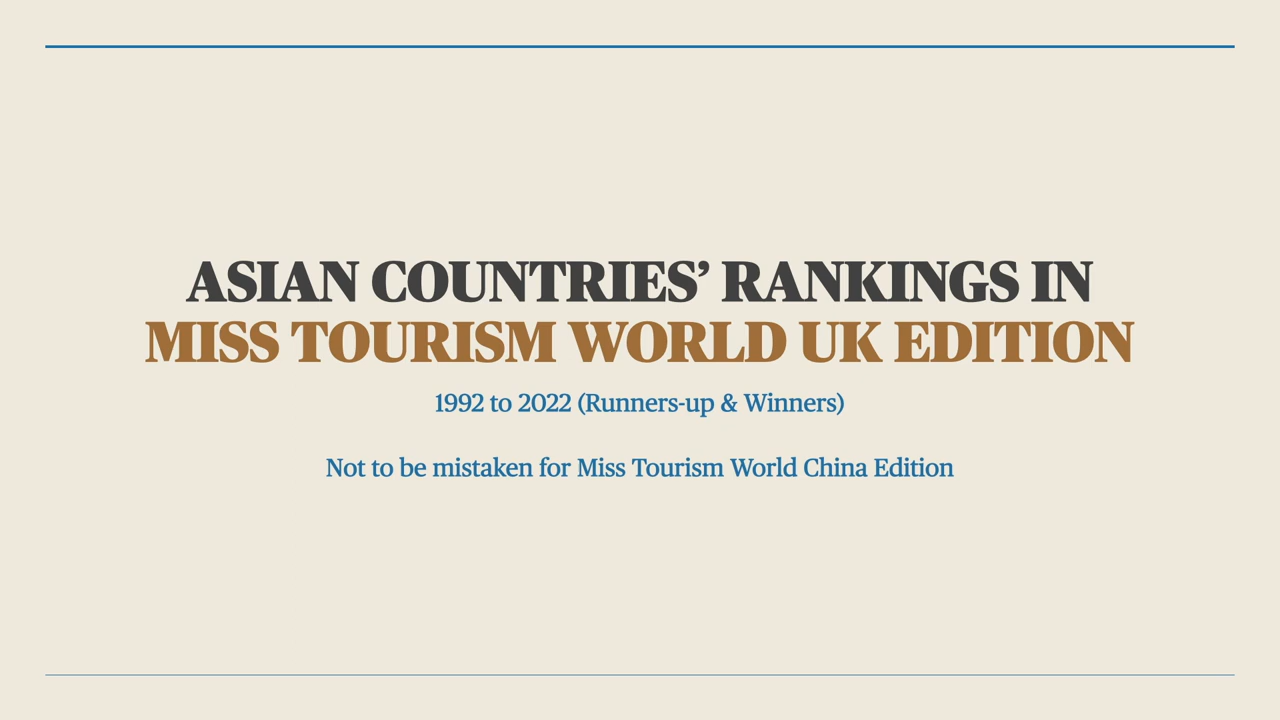 ASIAN COUNTRIES’ RANKINGS IN
MISS TOURISM WORLD UK EDITION
1992 to 2022 (Runners-up & Winners)
Not to be mistaken for Miss Tourism World China Edition